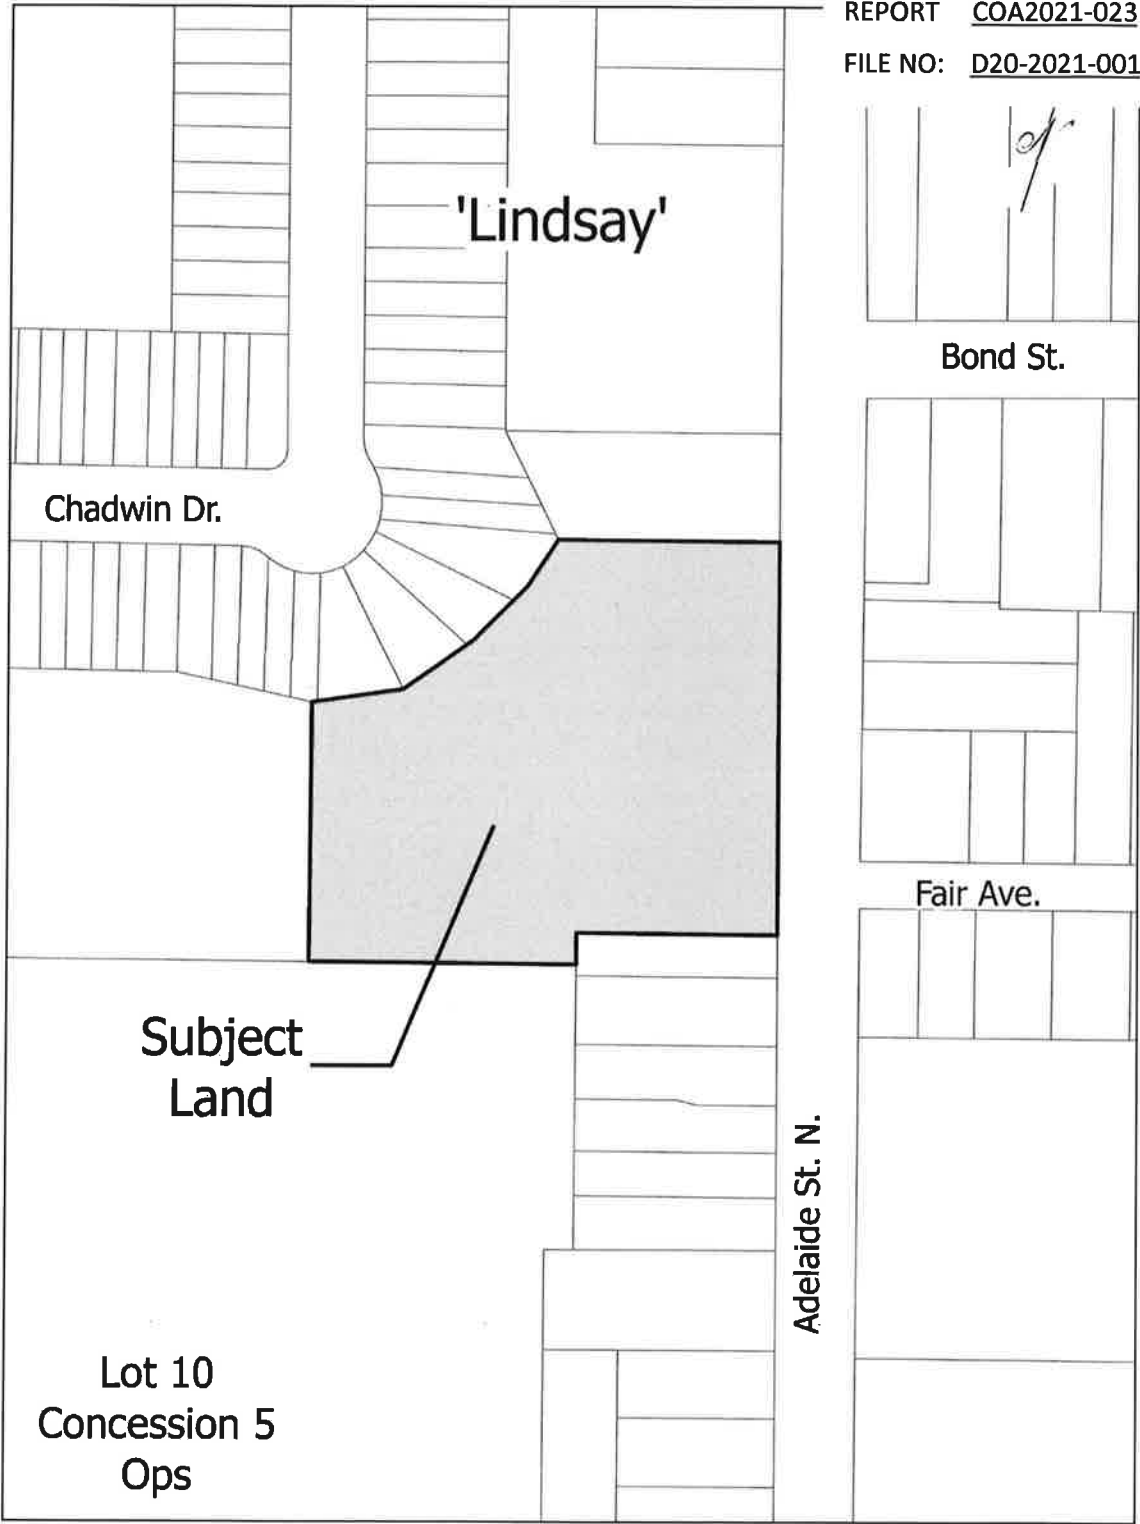 REPORT COA2021-023
FILE NO: D20-2021-001
'Lindsay'
Bond St.
Chadwin Dr.
Fair Ave.
Subject
Land
Adelaide St. N.
Lot 10
Concession 5
Ops